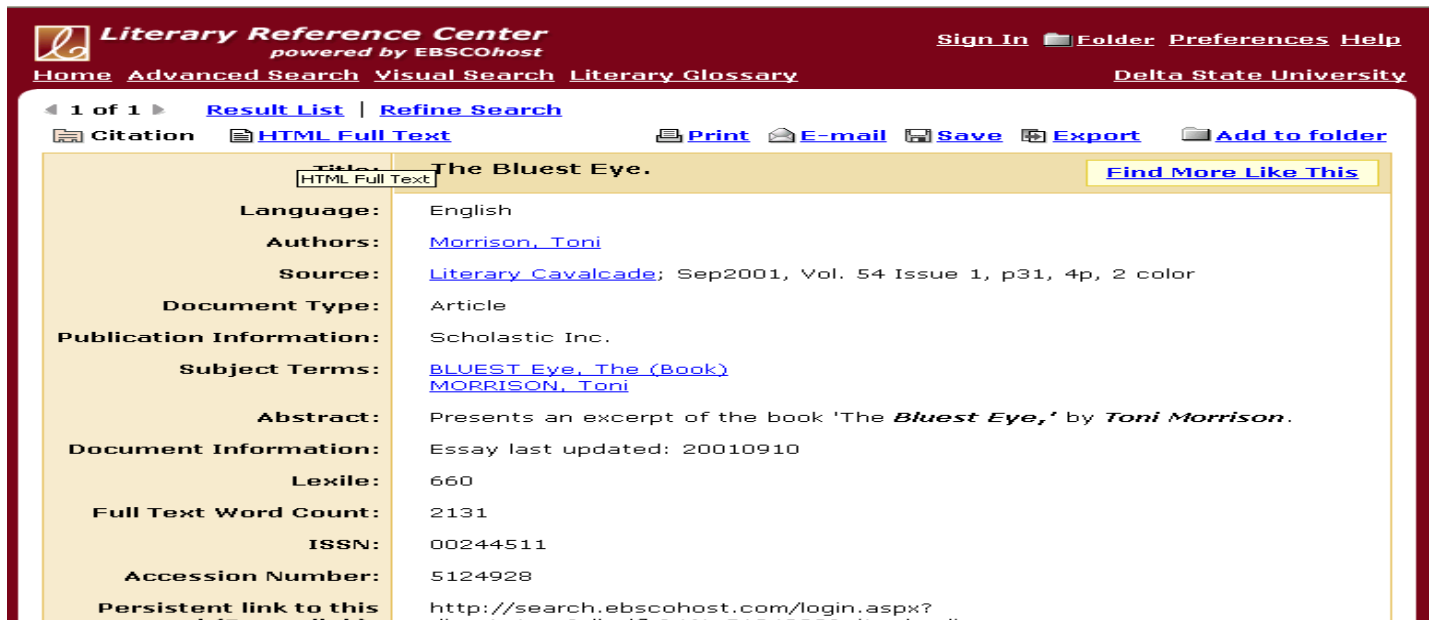 Literary Reference Center
powered by EBSCOhost
Sign In Folder Preferences Help
Home Advanced Search Visual Search Literary Glossary
Delta State University
1 of 1 Result List | Refine Search
Citation HTML Full Text Print E-mail Save Export Add to folder
Title: The Bluest Eye. Find More Like This
HTML Full Text
Language: English
Authors: Morrison, Toni
Source: Literary Cavalcade; Sep2001, Vol. 54 Issue 1, p31, 4p, 2 color
Document Type: Article
Publication Information: Scholastic Inc.
Subject Terms: BLUEST Eye, The (Book)
MORRISON, Toni
Abstract: Presents an excerpt of the book 'The Bluest Eye,' by Toni Morrison.
Document Information: Essay last updated: 20010910
Lexile: 660
Full Text Word Count: 2131
ISSN: 00244511
Accession Number: 5124928
Persistent link to this http://search.ebscohost.com/login.aspx?